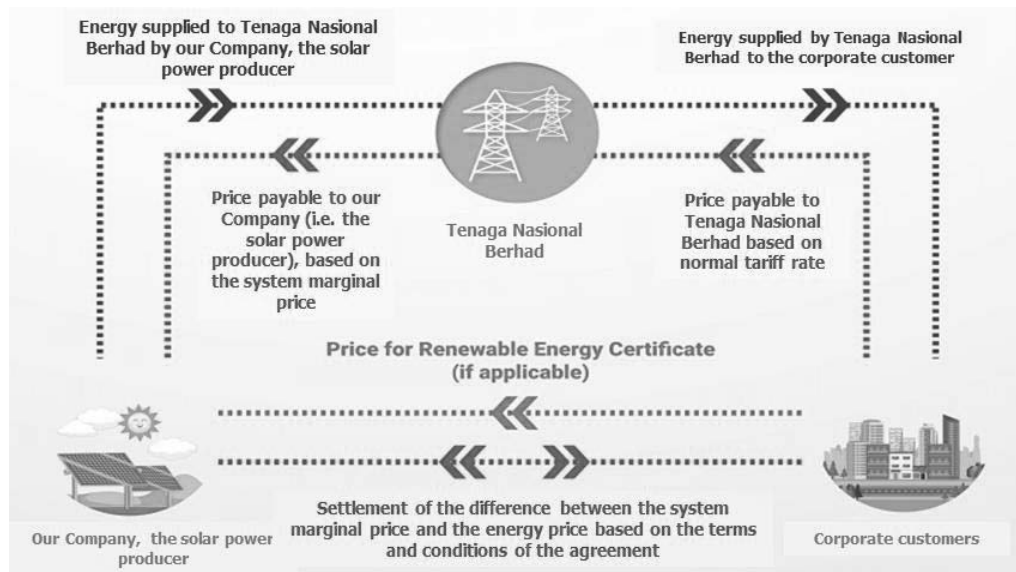 Energy supplied to Tenaga Nasional
Berhad by our Company, the solar
power producer
Energy supplied by Tenaga Nasional
Berhad to the corporate customer
Price payable to our
Company (i.e. the
solar power
producer), based on
the system marginal
price
Tenaga Nasional
Berhad
Price payable to
Tenaga Nasional
Berhad based on
normal tariff rate
Price for Renewable Energy Certificate
(if applicable)
Settlement of the difference between the system
marginal price and the energy price based on the terms
and conditions of the agreement
Our Company, the solar power
producer
Corporate customers